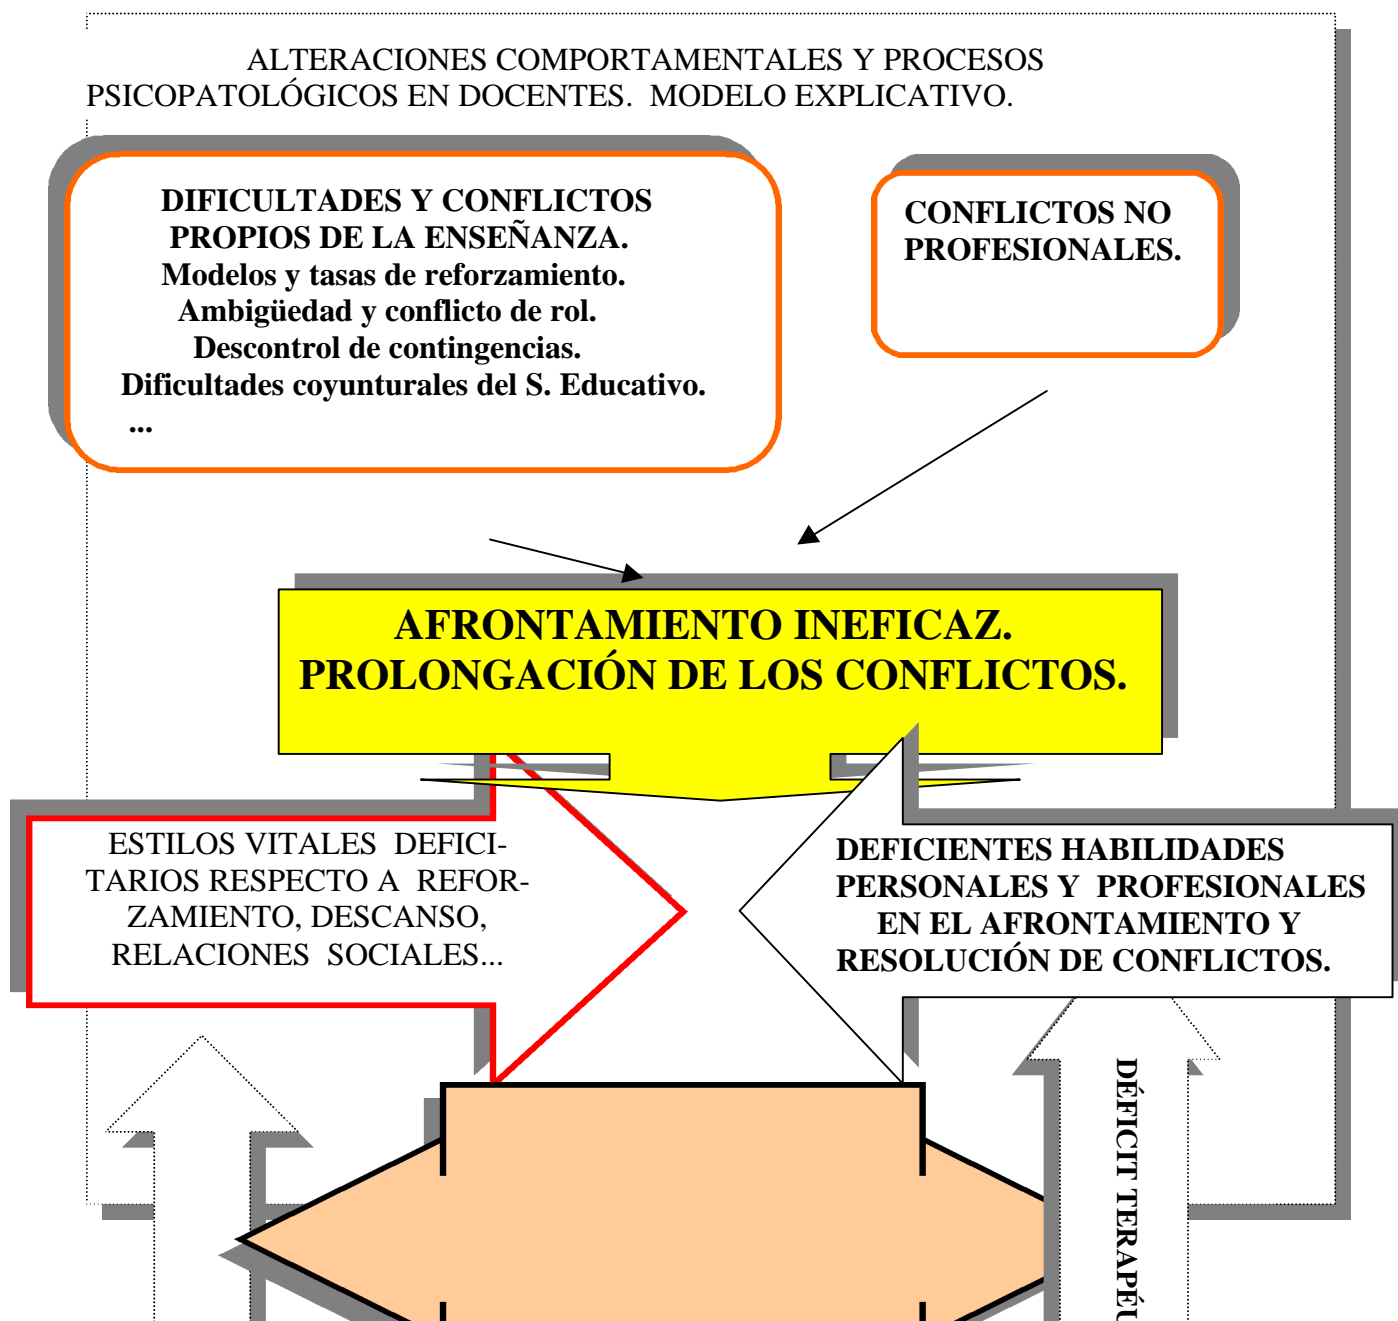 ALTERACIONES COMPORTAMENTALES Y PROCESOS
PSICOPATOLÓGICOS EN DOCENTES. MODELO EXPLICATIVO.
DIFICULTADES Y CONFLICTOS
PROPIOS DE LA ENSEÑANZA.
Modelos y tasas de reforzamiento.
Ambigüedad y conflicto de rol.
Descontrol de contingencias.
Dificultades coyunturales del S. Educativo.
...
CONFLICTOS NO
PROFESIONALES.
AFRONTAMIENTO INEFICAZ.
PROLONGACIÓN DE LOS CONFLICTOS.
ESTILOS VITALES DEFICI-
TARIOS RESPECTO A REFOR-
ZAMIENTO, DESCANSO,
RELACIONES SOCIALES...
DEFICIENTES HABILIDADES
PERSONALES Y PROFESIONALES
EN EL AFRONTAMIENTO Y
RESOLUCIÓN DE CONFLICTOS.
DÉFICIT